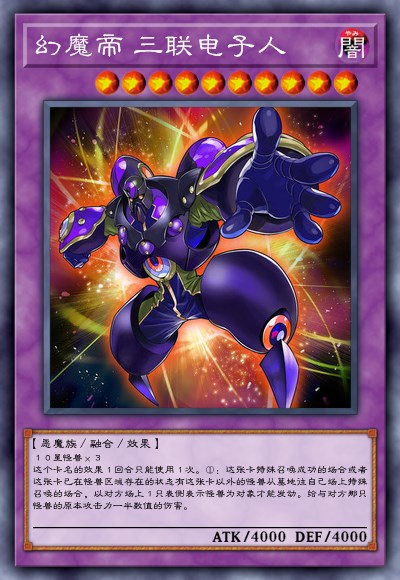 幻魔帝 三联电子人
やみ
闇
【恶魔族／融合／效果】
１０星怪兽×３
这个卡名的效果１回合只能使用１次。①：这张卡特殊召唤成功的场合或者
这张卡已在怪兽区域存在的状态有这张卡以外的怪兽从墓地往自己场上特殊
召唤的场合，以对方场上１只表侧表示怪兽为对象才能发动。给与对方那只
怪兽的原本攻击力一半数值的伤害。
ATK/4000 DEF/4000